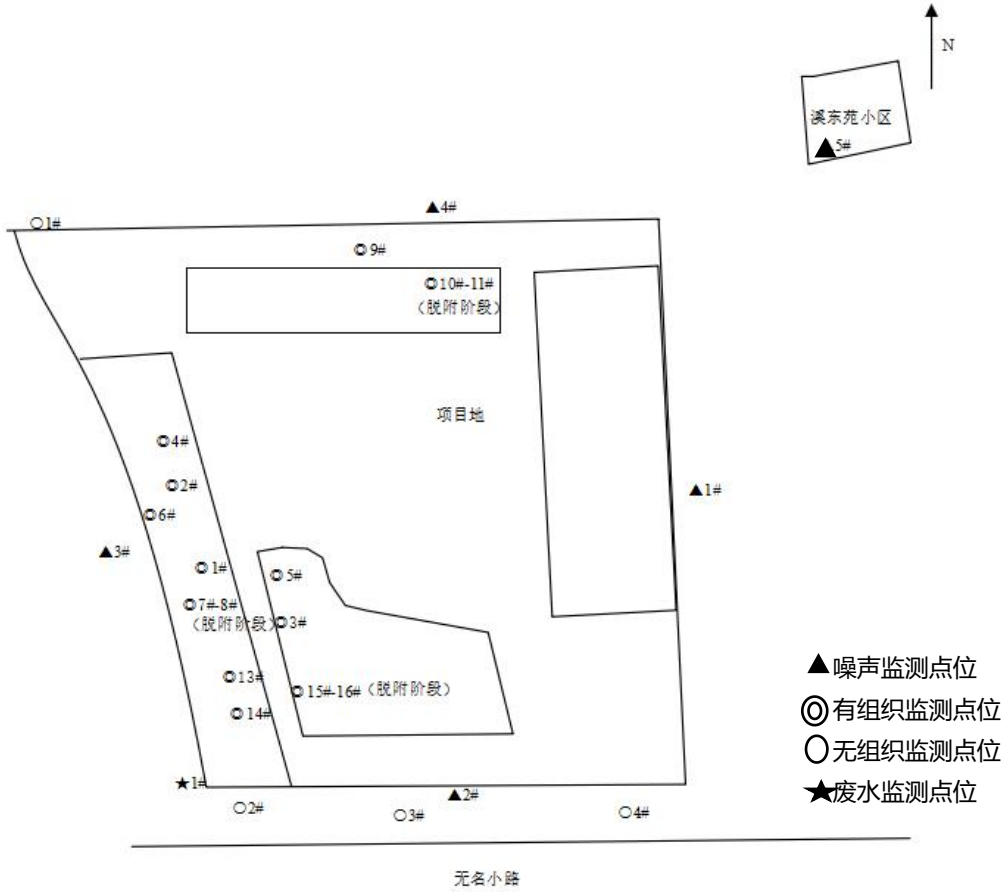 N
溪东苑小区
▲5#
▲4#
○1#
◎9#
◎10#-11#
（脱附阶段）
项目地
◎4#
◎2#
▲1#
◎6#
▲3#
◎1#
◎5#
◎7#-8#
（脱附阶段）
◎3#
◎13#
◎15#-16#（脱附阶段）
◎14#
▲噪声监测点位
◎有组织监测点位
○无组织监测点位
★废水监测点位
★1#
▲2#
○2#
○3#
○4#
无名小路